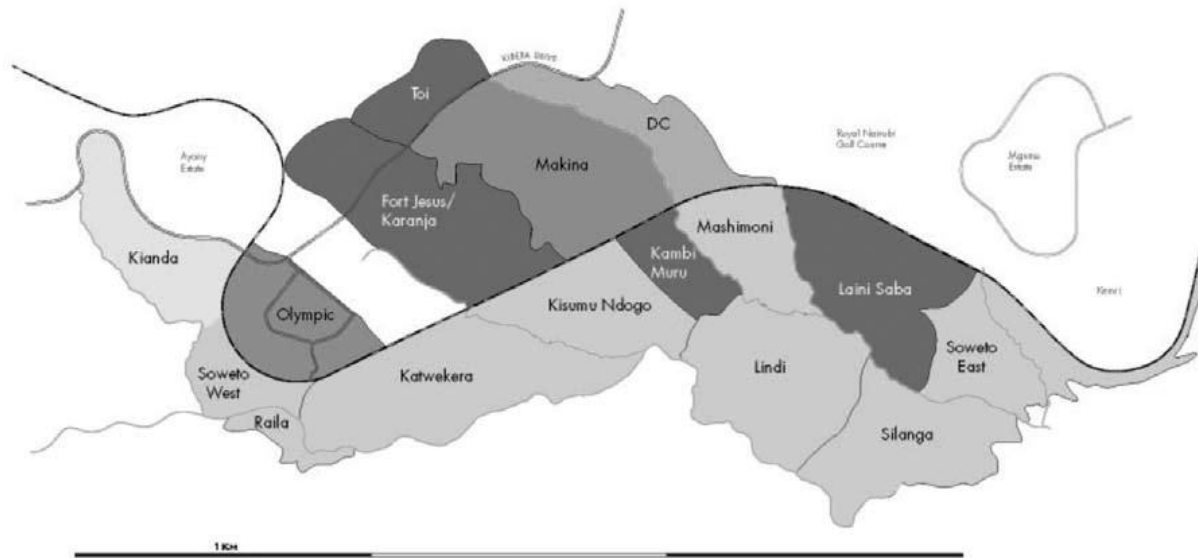 KIBERA Drive
Toi
DC
Royal Nairobi
Golf Course
Ayany
Estate
Makina
Estate
Fort Jesus/
Karanja
Mashimoni
Kianda
Kambi
Muru
Laini Saba
Olympic
Kisumu Ndogo
Soweto
West
Katwekera
Lindi
Soweto
East
Raila
Silanga
1 KM